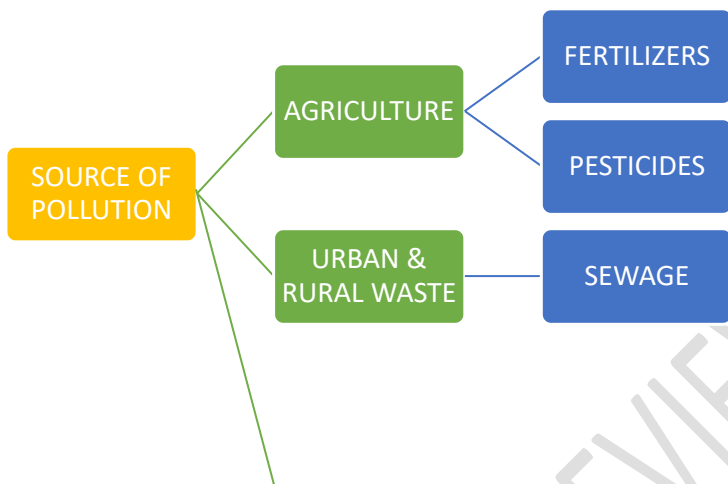 FERTILIZERS
AGRICULTURE
PESTICIDES
SOURCE OF
POLLUTION
URBAN &
RURAL WASTE
SEWAGE